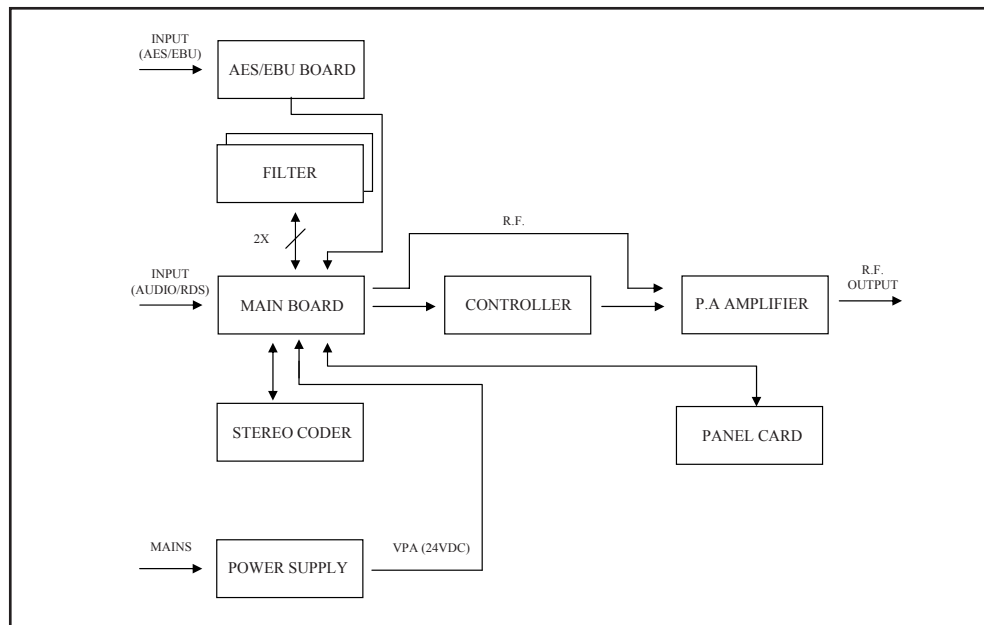 INPUT
(AES/EBU)
AES/EBU BOARD
FILTER
2X
R.F.
INPUT
(AUDIO/RDS)
MAIN BOARD
CONTROLLER
P.A AMPLIFIER
R.F.
OUTPUT
STEREO CODER
PANEL CARD
MAINS
POWER SUPPLY
VPA (24VDC)